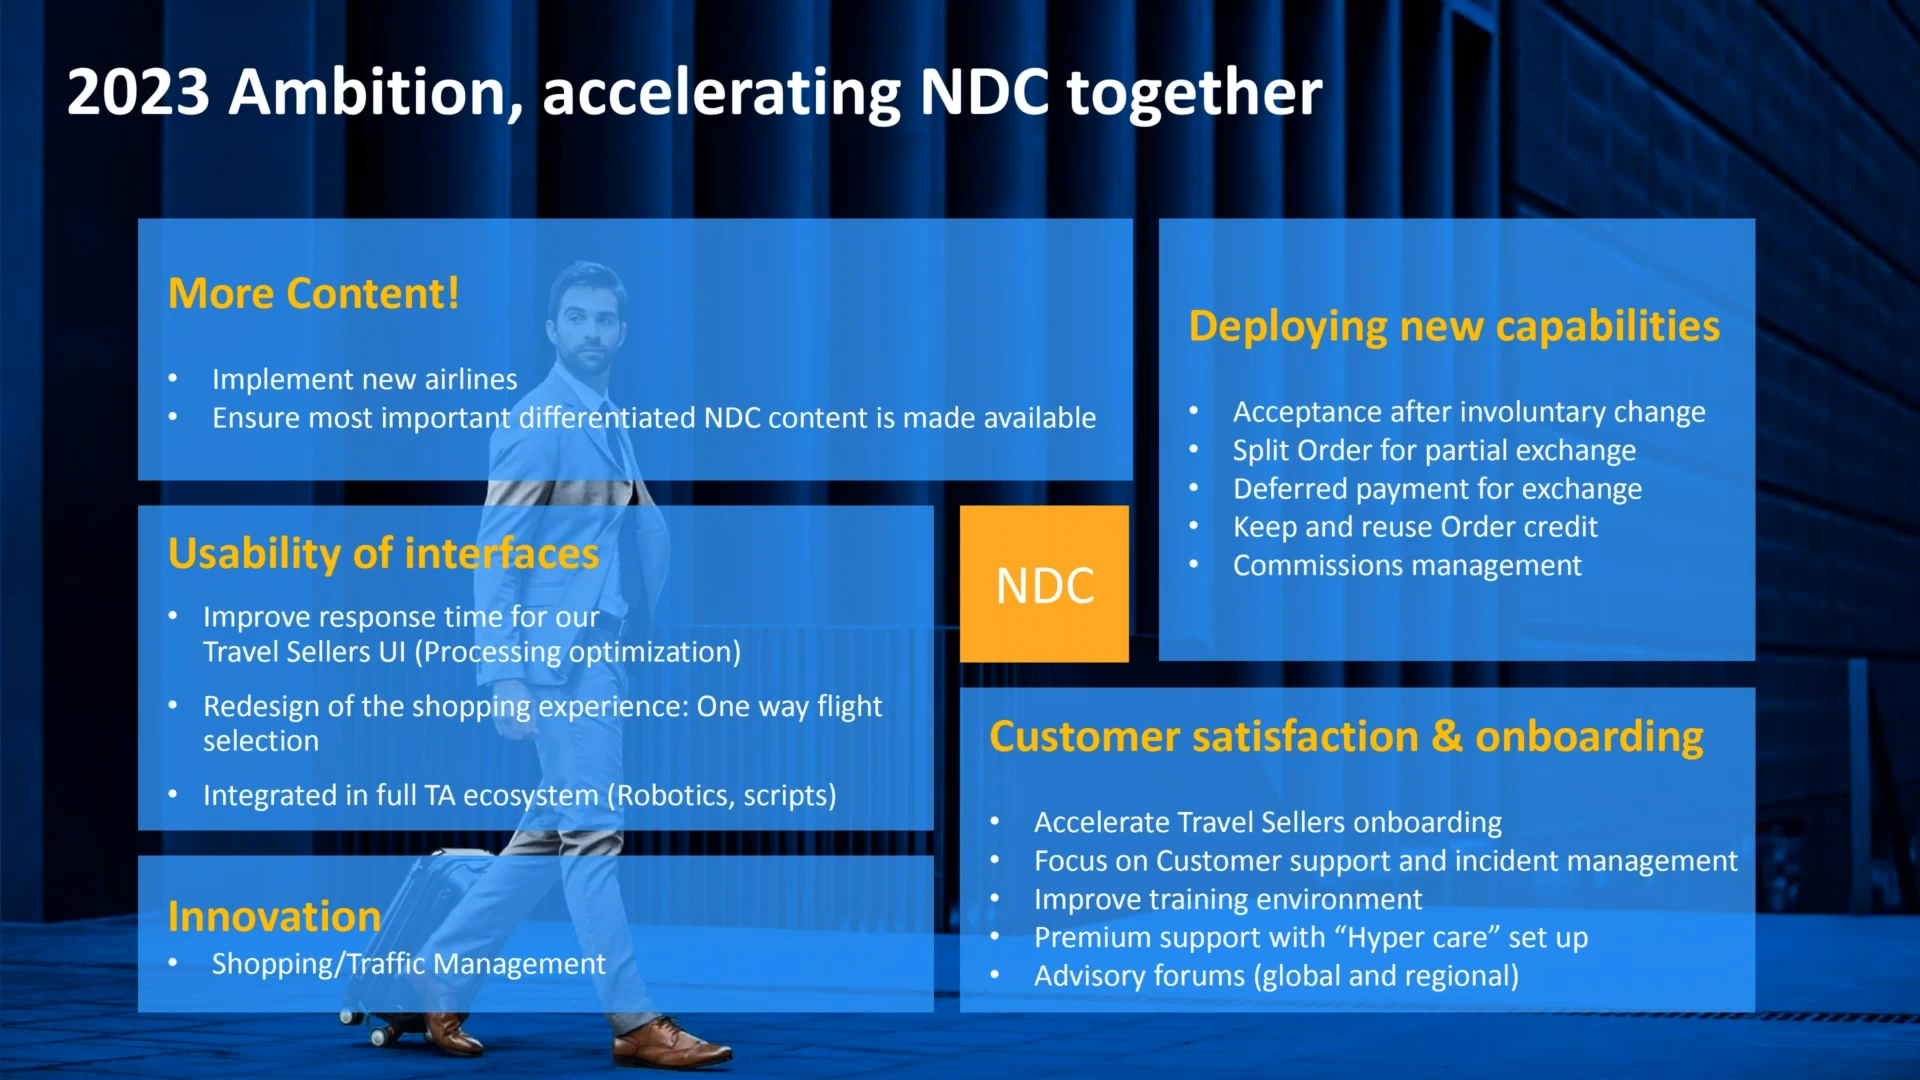 2023 Ambition, accelerating NDC together
More Content!
• Implement new airlines
• Ensure most important differentiated NDC content is made available
Usability of interfaces
• Improve response time for our
Travel Sellers UI (Processing optimization)
• Redesign of the shopping experience: One way flight
selection
• Integrated in full TA ecosystem (Robotics, scripts)
Innovation
• Shopping/Traffic Management
NDC
Deploying new capabilities
• Acceptance after involuntary change
• Split Order for partial exchange
• Deferred payment for exchange
• Keep and reuse Order credit
• Commissions management
Customer satisfaction & onboarding
• Accelerate Travel Sellers onboarding
• Focus on Customer support and incident management
• Improve training environment
• Premium support with “Hyper care” set up
• Advisory forums (global and regional)